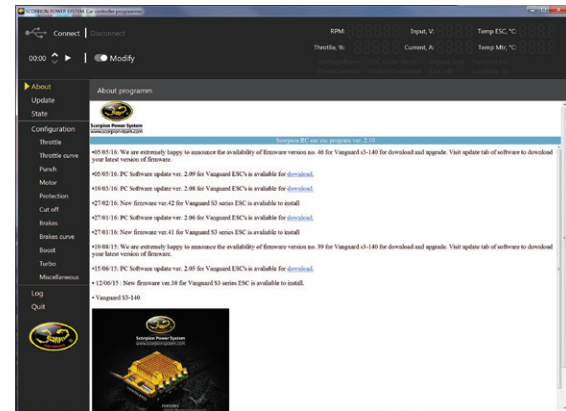 SCORPION POWER SYSTEM Car controller programmer
Connect
Disconnect
RPM:
Input, V:
Temp ESC, °C:
Throttle, %:
Current, A:
Temp Mtr, °C:
00:00
Modify
About
Update
State
Configuration
Throttle
Throttle curve
Punch
Motor
Protection
Cut off
Brakes
Brakes curve
Boost
Turbo
Miscellaneous
Log
Quit
About programm
Scorpion Power System
Scorpion RC car esc program ver. 2.10
•05/05/16: We are extremely happy to announce the availability of firmware version no. 46 for Vanguard s3-140 for download and upgrade. Visit update tab of software to download
your latest version of firmware.
•05/05/16: PC Software update ver. 2.09 for Vanguard ESC's is available for download.
•19/03/16: PC Software update ver. 2.08 for Vanguard ESC's is available for download.
•27/02/16: New firmware ver.42 for Vanguard S3 series ESC is available to install
•27/01/16: PC Software update ver. 2.06 for Vanguard ESC's is available for download.
•27/01/16: New firmware ver.41 for Vanguard S3 series ESC is available to install
•19/08/15: We are extremely happy to announce the availability of firmware version no. 39 for Vanguard s3-140 for download and upgrade. Visit update tab of software to download
your latest version of firmware.
•15/06/15: PC Software update ver. 2.05 for Vanguard ESC's is available for download.
• 12/06/15 : New firmware ver.38 for Vanguard S3 series ESC is available to install.
• Vanguard S3-140
Scorpion Power System